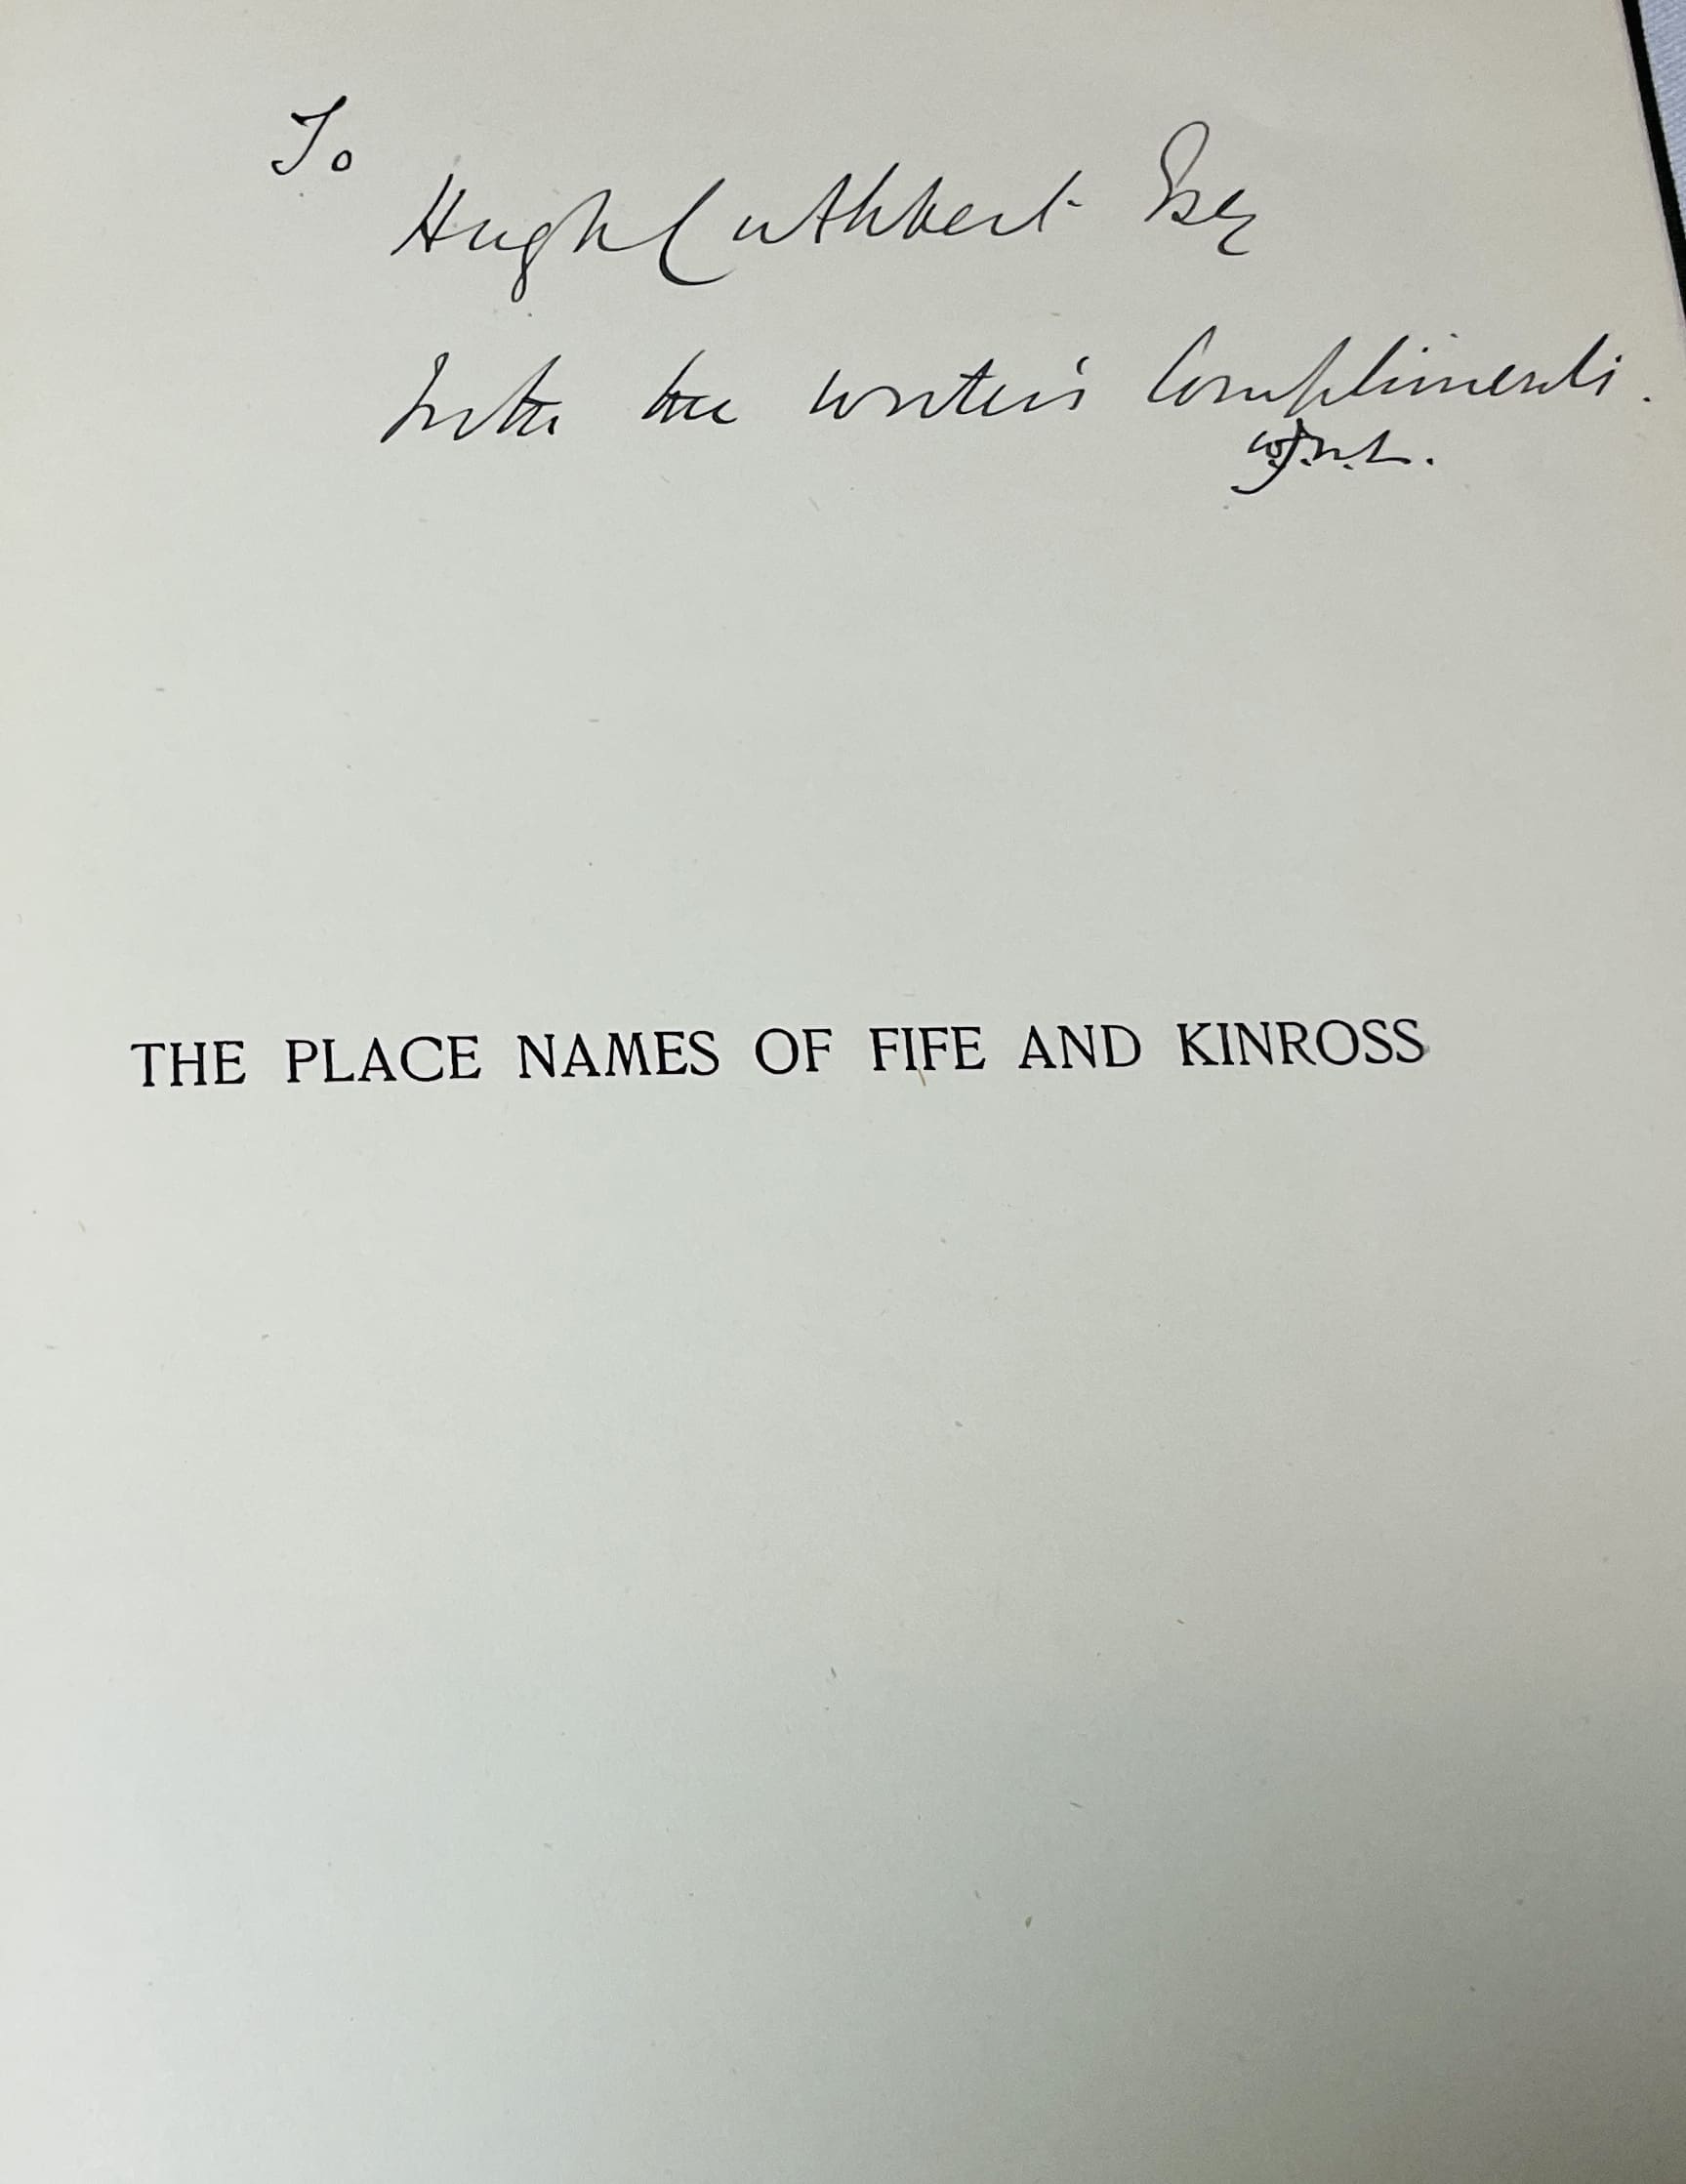 To
Hugh Cuthbert Esq
With the writer's Compliments.
W.J.N.L.
THE PLACE NAMES OF FIFE AND KINROSS